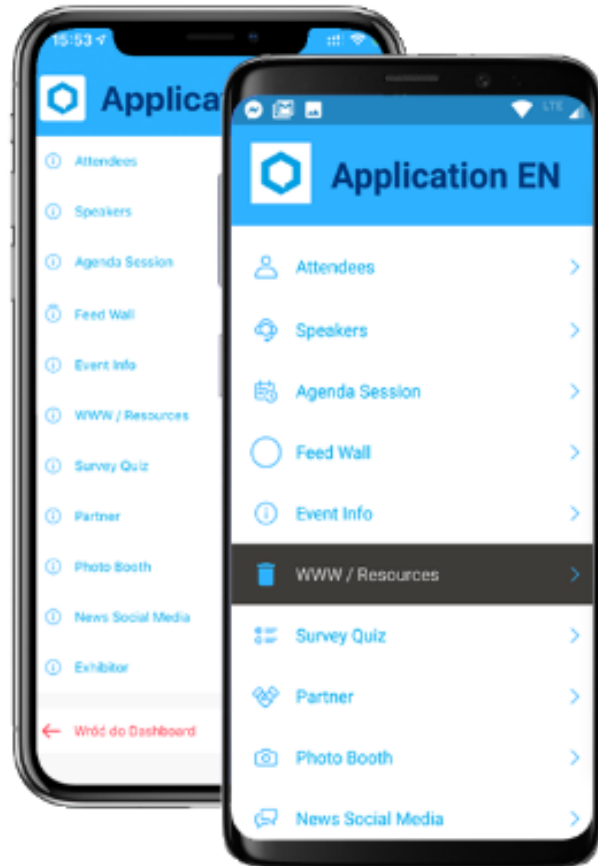 15:53
Applica
Attendees
Speakers
Agenda Session
Feed Wall
Event Info
WWW / Resources
Survey Quiz
Partner
Photo Booth
News Social Media
Exhibitor
Wróć do Dashboard
LTE
Application EN
Attendees
Speakers
Agenda Session
Feed Wall
Event Info
WWW / Resources
Survey Quiz
Partner
Photo Booth
News Social Media